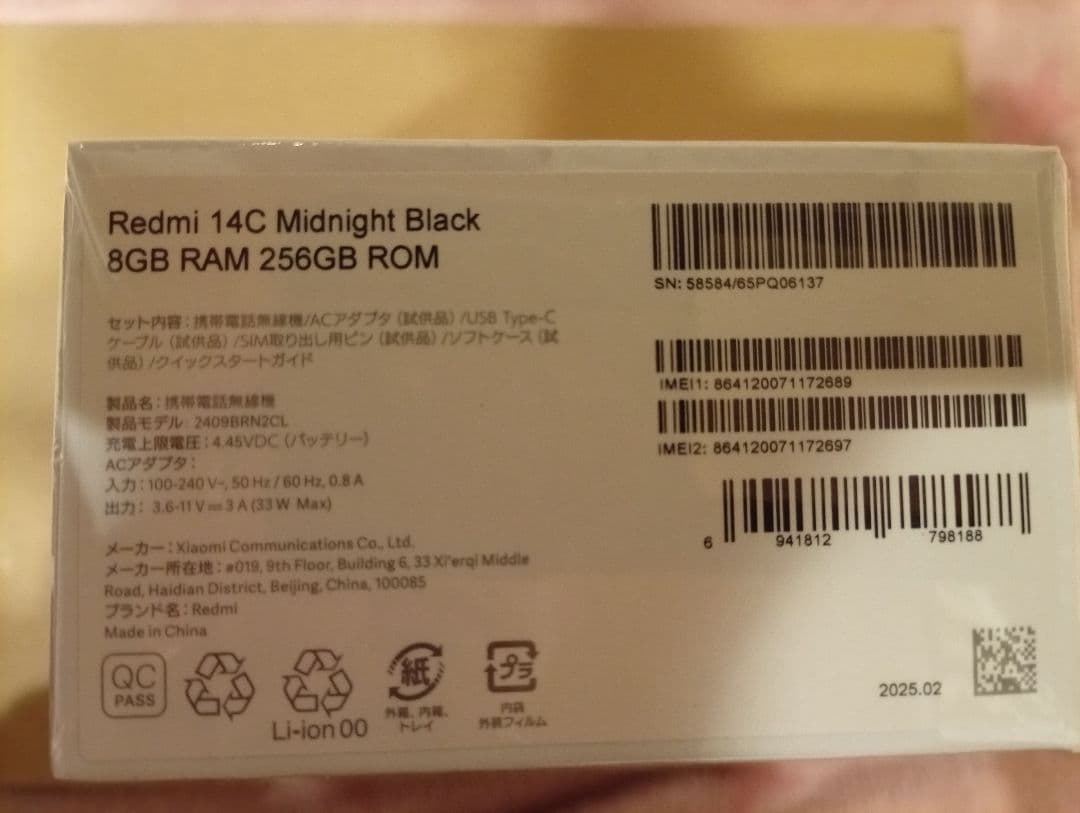 Redmi 14C Midnight Black
8GB RAM 256GB ROM
セット内容：携帯電話無線機/ACアダプタ（試供品）/USB Type-C
ケーブル（試供品）/SIM取り出し用ピン（試供品）/ソフトケース（試
供品）/クイックスタートガイド
製品名：携帯電話無線機
製品モデル: 2409BRN2CL
充電上限電圧：4.45VDC（バッテリー）
ACアダプタ：
入力：100-240 V~, 50 Hz / 60 Hz, 0.8 A
出力： 3.6-11 V⎓3 A (33 W Max)
メーカー：Xiaomi Communications Co., Ltd.
メーカー所在地：#019, 9th Floor, Building 6, 33 Xi'erqi Middle
Road, Haidian District, Beijing, China, 100085
ブランド名：Redmi
Made in China
QC
PASS
Li-ion 00
紙
外箱、内箱、
トレイ
プラ
内袋
外装フィルム
SN: 58584/65PQ06137
IMEI1: 864120071172689
IMEI2: 864120071172697
6 941812 798188
2025.02